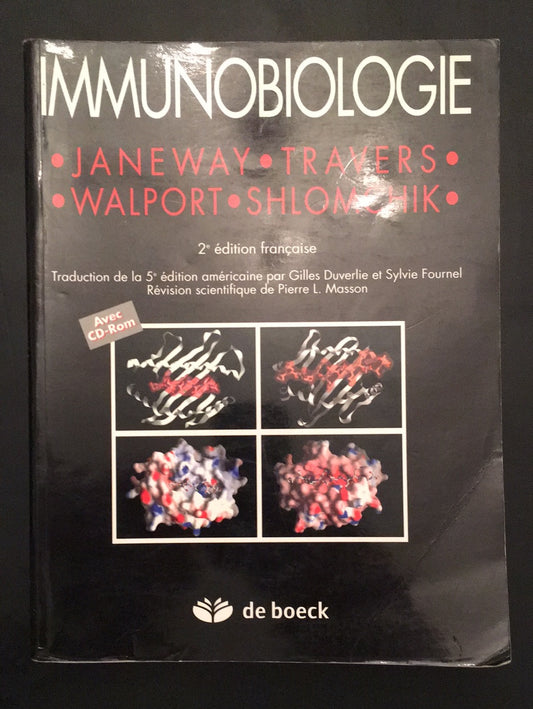 IMMUNOBIOLOGIE
• JANEWAY • TRAVERS •
• WALPORT • SHLOMCHIK •
2e édition française
Traduction de la 5e édition américaine par Gilles Duverlie et Sylvie Fournel
Révision scientifique de Pierre L. Masson
Avec
CD-Rom
de boeck